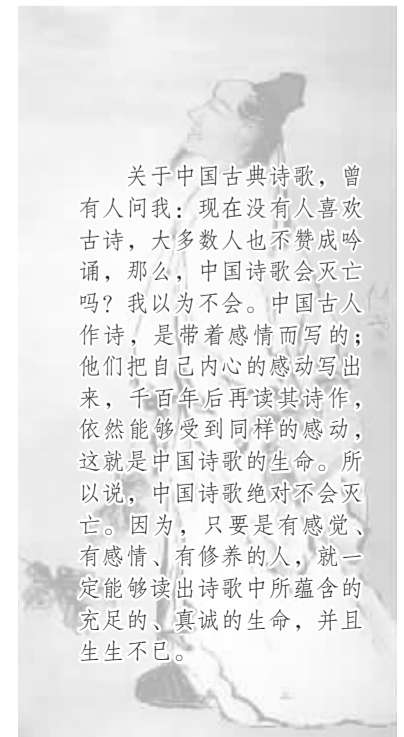 关于中国古典诗歌，曾
有人问我：现在没有人喜欢
古诗，大多数人也不赞成吟
诵，那么，中国诗歌会灭亡
吗？我以为不会。中国古人
作诗，是带着感情而写的；
他们把自己内心的感动写出
来，千百年后再读其诗作，
依然能够受到同样的感动，
这就是中国诗歌的生命。所
以说，中国诗歌绝对不会灭
亡。因为，只要是有感觉、
有感情、有修养的人，就一
定能够读出诗歌中所蕴含的
充足的、真诚的生命，并且
生生不已。